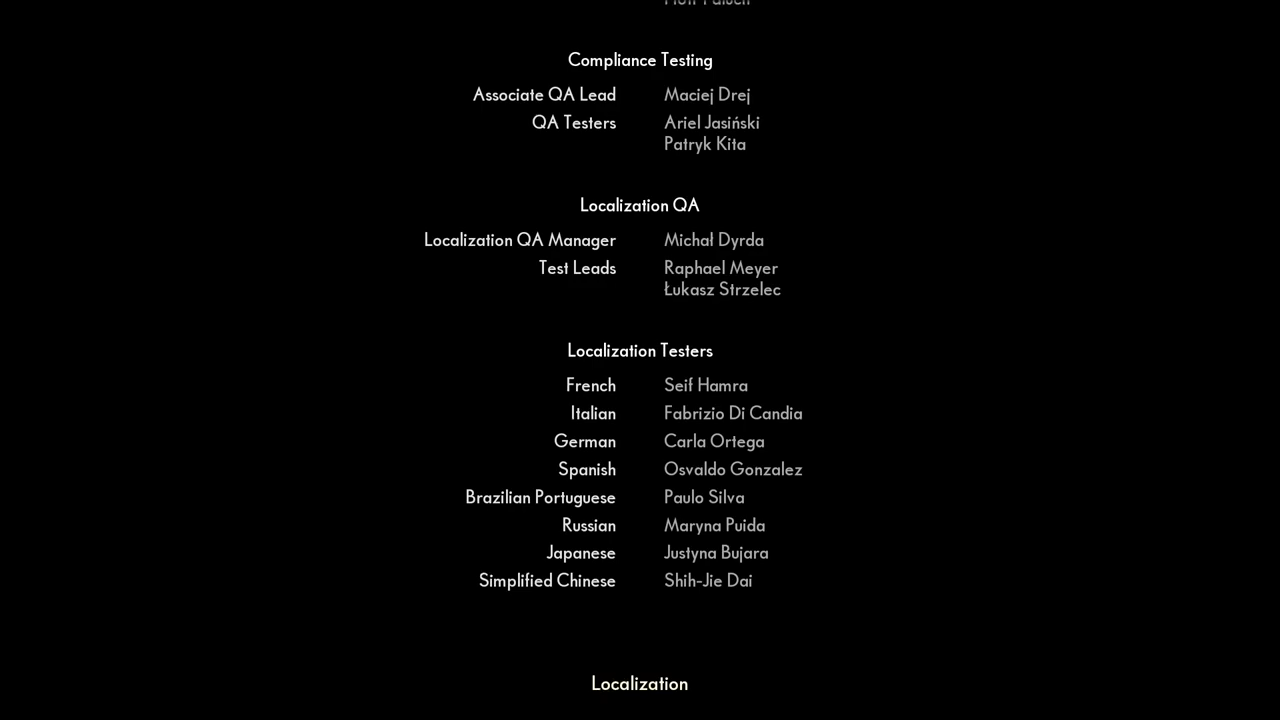 Compliance Testing
Associate QA Lead Maciej Drej
QA Testers Ariel Jasiński
Patryk Kita
Localization QA
Localization QA Manager Michał Dyrda
Test Leads Raphael Meyer
Łukasz Strzelec
Localization Testers
French Seif Hamra
Italian Fabrizio Di Candia
German Carla Ortega
Spanish Osvaldo Gonzalez
Brazilian Portuguese Paulo Silva
Russian Maryna Puida
Japanese Justyna Bujara
Simplified Chinese Shih-Jie Dai
Localization